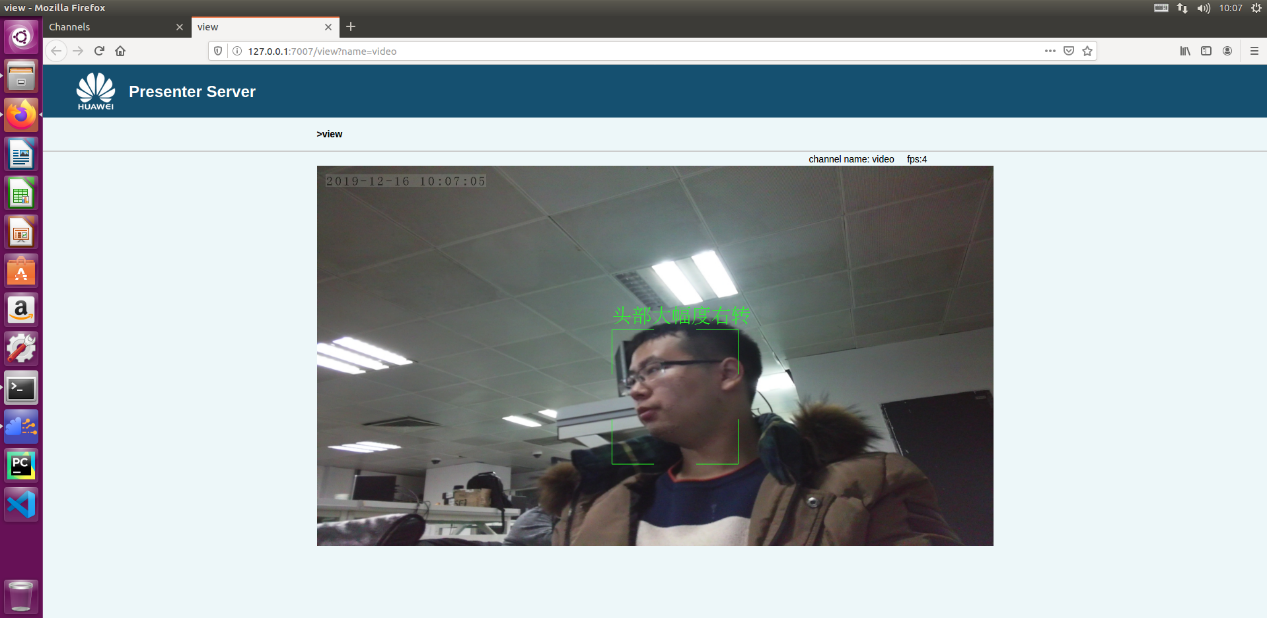 view - Mozilla Firefox
10:07
Channels
view
127.0.0.1:7007/view?name=video
HUAWEI
Presenter Server
>view
channel name: video fps:4
2019-12-16 10:07:05
头部大幅度右转
a
PC